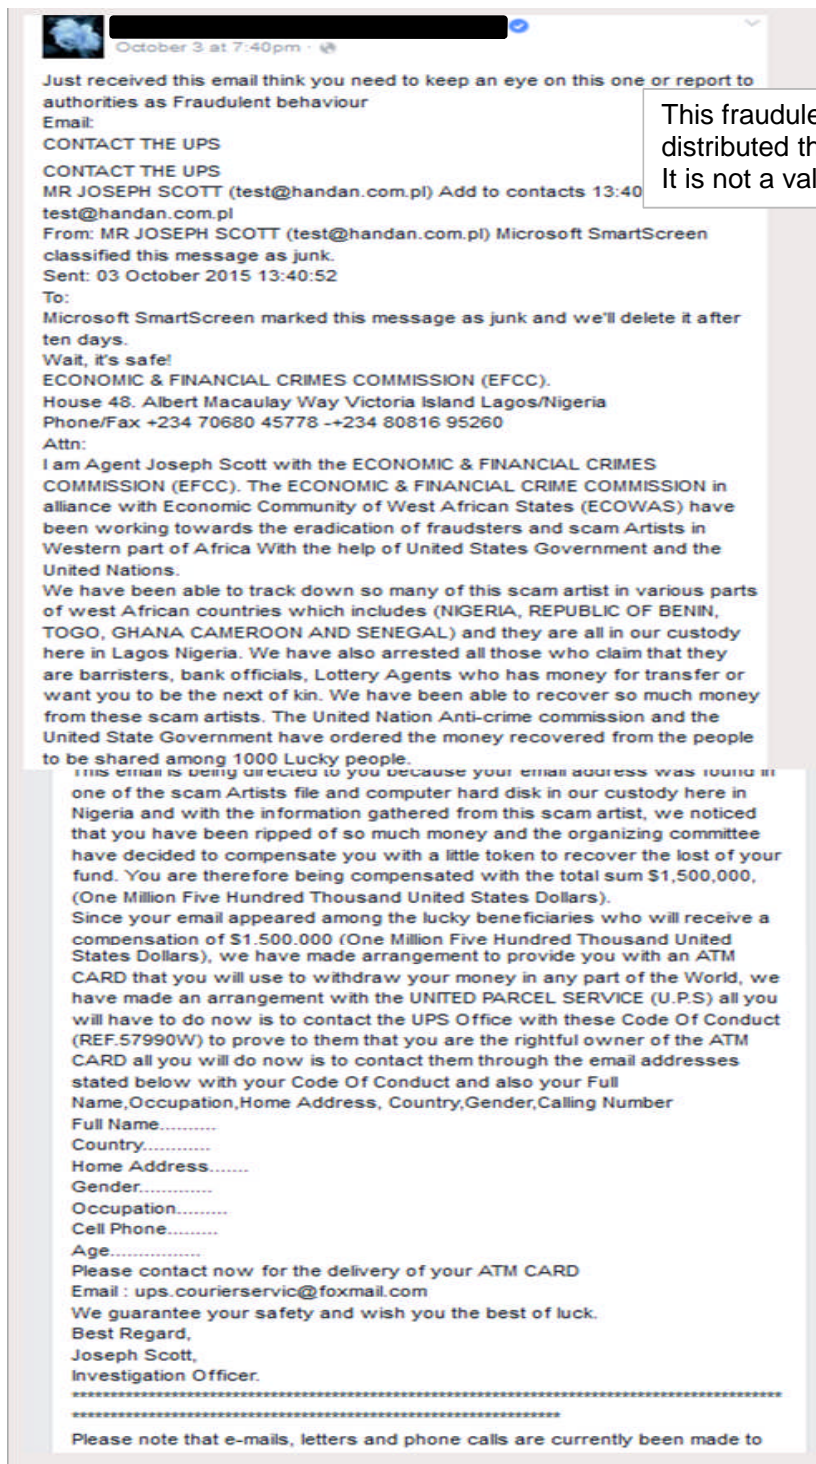 October 3 at 7:40pm ·
Just received this email think you need to keep an eye on this one or report to
authorities as Fraudulent behaviour
Email:
CONTACT THE UPS
This fraudule
distributed th
It is not a val
CONTACT THE UPS
MR JOSEPH SCOTT (test@handan.com.pl) Add to contacts 13:40
test@handan.com.pl
From: MR JOSEPH SCOTT (test@handan.com.pl) Microsoft SmartScreen
classified this message as junk.
Sent: 03 October 2015 13:40:52
To:
Microsoft SmartScreen marked this message as junk and we'll delete it after
ten days.
Wait, it's safe!
ECONOMIC & FINANCIAL CRIMES COMMISSION (EFCC).
House 48. Albert Macaulay Way Victoria Island Lagos/Nigeria
Phone/Fax +234 70680 45778 -+234 80816 95260
Attn:
I am Agent Joseph Scott with the ECONOMIC & FINANCIAL CRIMES
COMMISSION (EFCC). The ECONOMIC & FINANCIAL CRIME COMMISSION in
alliance with Economic Community of West African States (ECOWAS) have
been working towards the eradication of fraudsters and scam Artists in
Western part of Africa With the help of United States Government and the
United Nations.
We have been able to track down so many of this scam artist in various parts
of west African countries which includes (NIGERIA, REPUBLIC OF BENIN,
TOGO, GHANA CAMEROON AND SENEGAL) and they are all in our custody
here in Lagos Nigeria. We have also arrested all those who claim that they
are barristers, bank officials, Lottery Agents who has money for transfer or
want you to be the next of kin. We have been able to recover so much money
from these scam artists. The United Nation Anti-crime commission and the
United State Government have ordered the money recovered from the people
to be shared among 1000 Lucky people.
This email is being directed to you because your email address was found in
one of the scam Artists file and computer hard disk in our custody here in
Nigeria and with the information gathered from this scam artist, we noticed
that you have been ripped of so much money and the organizing committee
have decided to compensate you with a little token to recover the lost of your
fund. You are therefore being compensated with the total sum $1,500,000,
(One Million Five Hundred Thousand United States Dollars).
Since your email appeared among the lucky beneficiaries who will receive a
compensation of $1,500,000 (One Million Five Hundred Thousand United
States Dollars), we have made arrangement to provide you with an ATM
CARD that you will use to withdraw your money in any part of the World, we
have made an arrangement with the UNITED PARCEL SERVICE (U.P.S) all you
will have to do now is to contact the UPS Office with these Code Of Conduct
(REF.57990W) to prove to them that you are the rightful owner of the ATM
CARD all you will do now is to contact them through the email addresses
stated below with your Code Of Conduct and also your Full
Name,Occupation,Home Address, Country,Gender,Calling Number
Full Name..........
Country............
Home Address.......
Gender.............
Occupation.........
Cell Phone.........
Age................
Please contact now for the delivery of your ATM CARD
Email : ups.courierservic@foxmail.com
We guarantee your safety and wish you the best of luck.
Best Regard,
Joseph Scott,
Investigation Officer.
******************************************************************************************
**************************************************************
Please note that e-mails, letters and phone calls are currently been made to